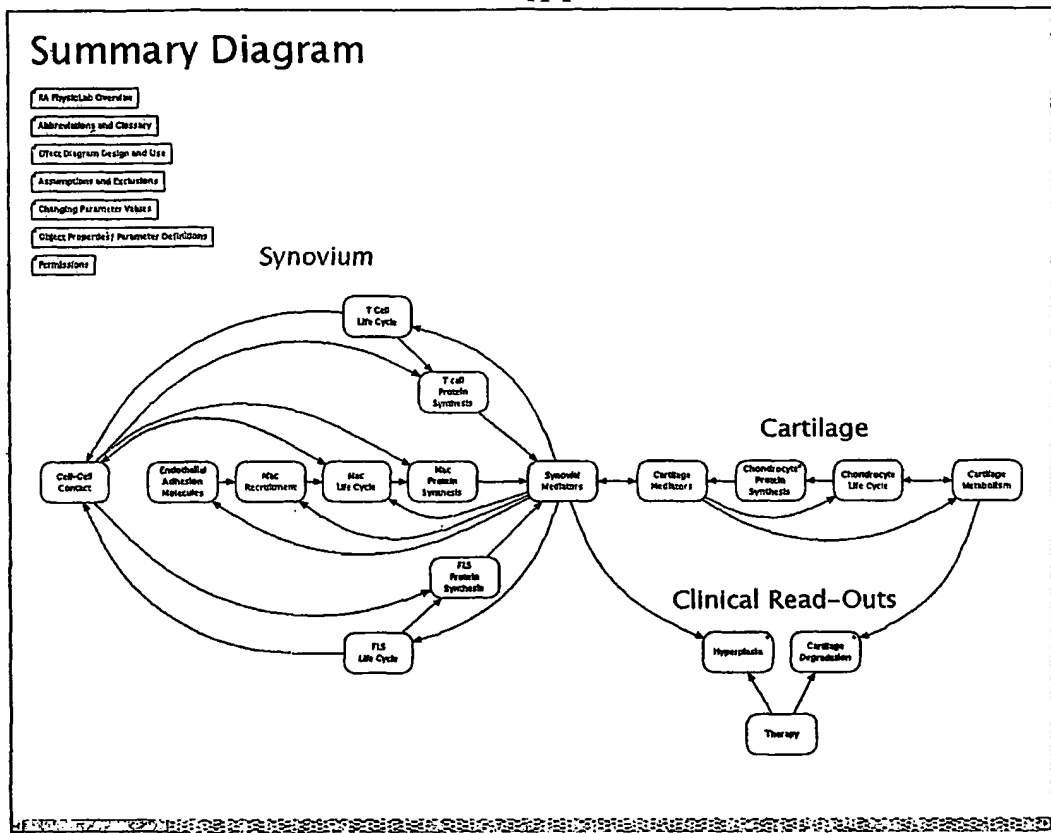 Summary Diagram
RA PhysioLab Overview
Abbreviations and Glossary
Effect Diagram Design and Use
Assumptions and Exclusions
Changing Parameter Values
Object Properties/ Parameter Definitions
Permissions
Synovium
T Cell
Life Cycle
T cell
Protein
Synthesis
Cartilage
Cell-Cell
Contact
Endothelial
Adhesion
Molecules
Mac
Recruitment
Mac
Life Cycle
Mac
Protein
Synthesis
Synovial
Mediators
Cartilage
Mediators
Chondrocyte
Protein
Synthesis
Chondrocyte
Life Cycle
Cartilage
Metabolism
FLS
Protein
Synthesis
FLS
Life Cycle
Clinical Read-Outs
Hyperplasia
Cartilage
Degradation
Therapy